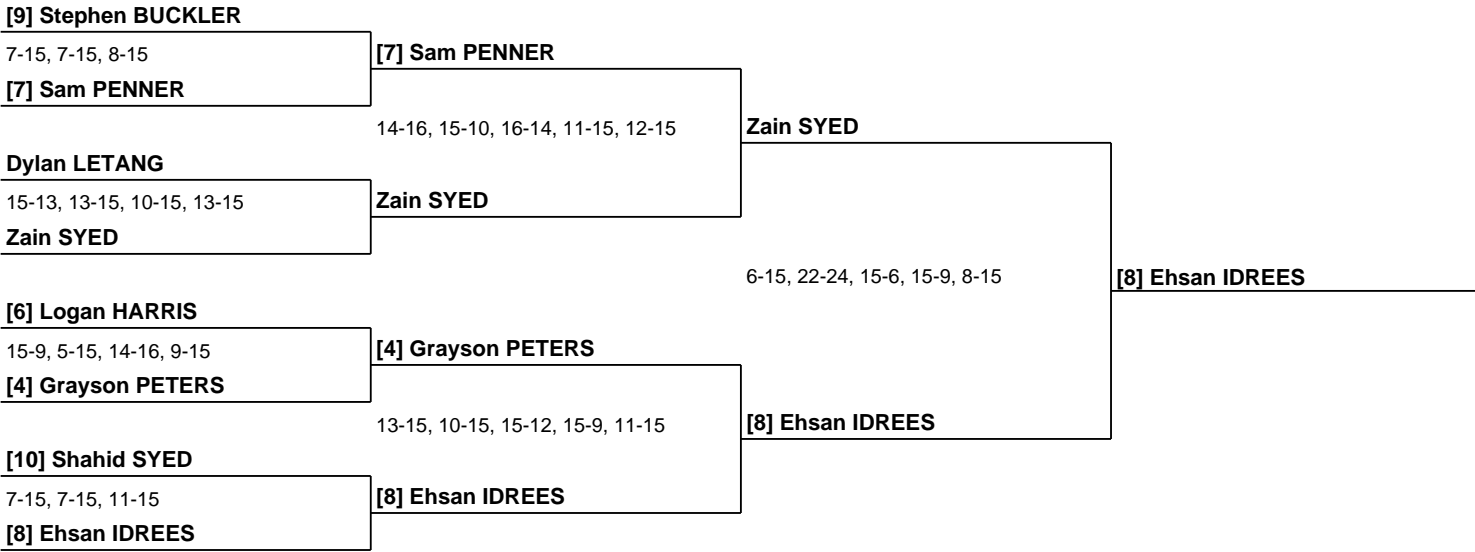 [9] Stephen BUCKLER
7-15, 7-15, 8-15
[7] Sam PENNER
[7] Sam PENNER
14-16, 15-10, 16-14, 11-15, 12-15
Zain SYED
Dylan LETANG
15-13, 13-15, 10-15, 13-15
Zain SYED
Zain SYED
6-15, 22-24, 15-6, 15-9, 8-15
[8] Ehsan IDREES
[6] Logan HARRIS
15-9, 5-15, 14-16, 9-15
[4] Grayson PETERS
[4] Grayson PETERS
13-15, 10-15, 15-12, 15-9, 11-15
[8] Ehsan IDREES
[10] Shahid SYED
7-15, 7-15, 11-15
[8] Ehsan IDREES
[8] Ehsan IDREES